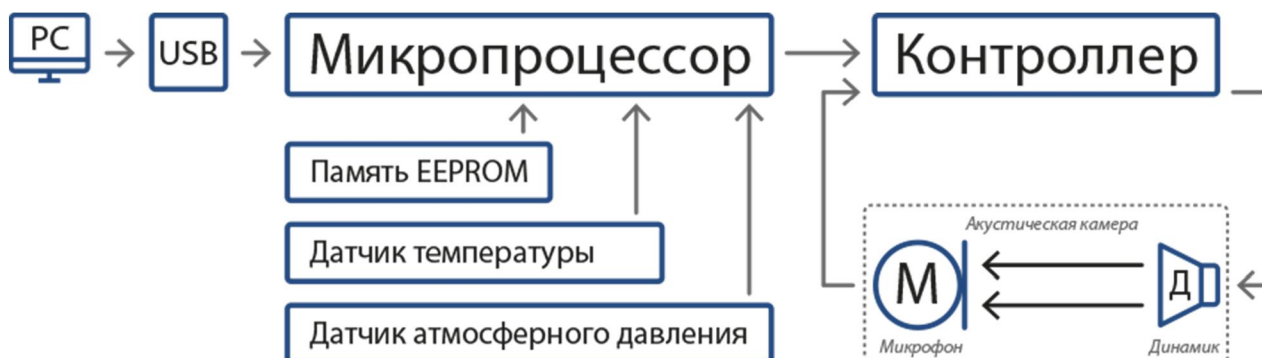 PC
USB
Микропроцессор
Контроллер
Память EEPROM
Датчик температуры
Датчик атмосферного давления
Акустическая камера
М
Д
Микрофон
Динамик